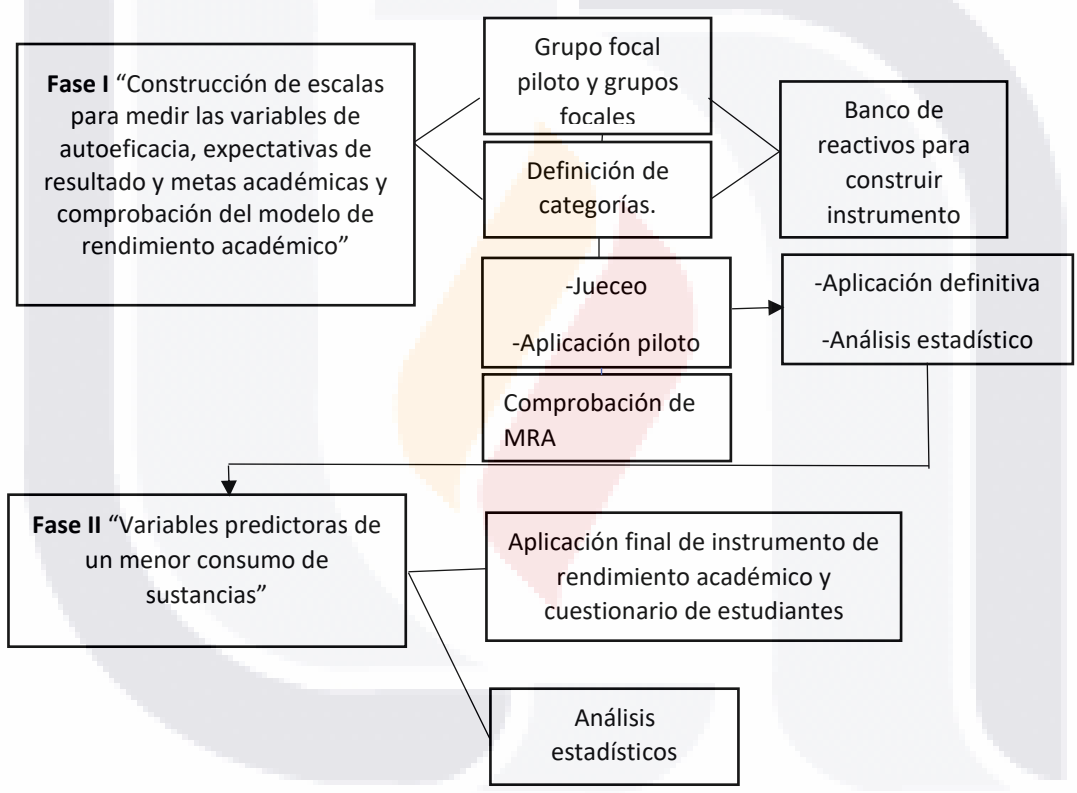 Fase I “Construcción de escalas
para medir las variables de
autoeficacia, expectativas de
resultado y metas académicas y
comprobación del modelo de
rendimiento académico”
Grupo focal
piloto y grupos
focales
Definición de
categorías.
Banco de
reactivos para
construir
instrumento
-Jueceo
-Aplicación piloto
-Aplicación definitiva
-Análisis estadístico
Comprobación de
MRA
Fase II “Variables predictoras de
un menor consumo de
sustancias”
Aplicación final de instrumento de
rendimiento académico y
cuestionario de estudiantes
Análisis
estadísticos